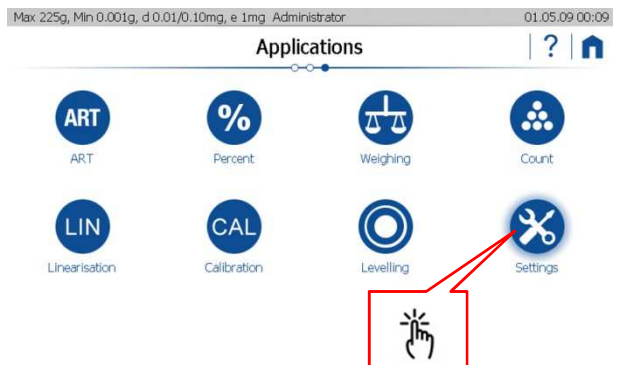 Max 225g, Min 0.001g, d 0.01/0.10mg, e 1mg Administrator 01.05.09 00:09
Applications ?
ART % 
ART Percent Weighing Count
LIN CAL
Linearisation Calibration Levelling Settings